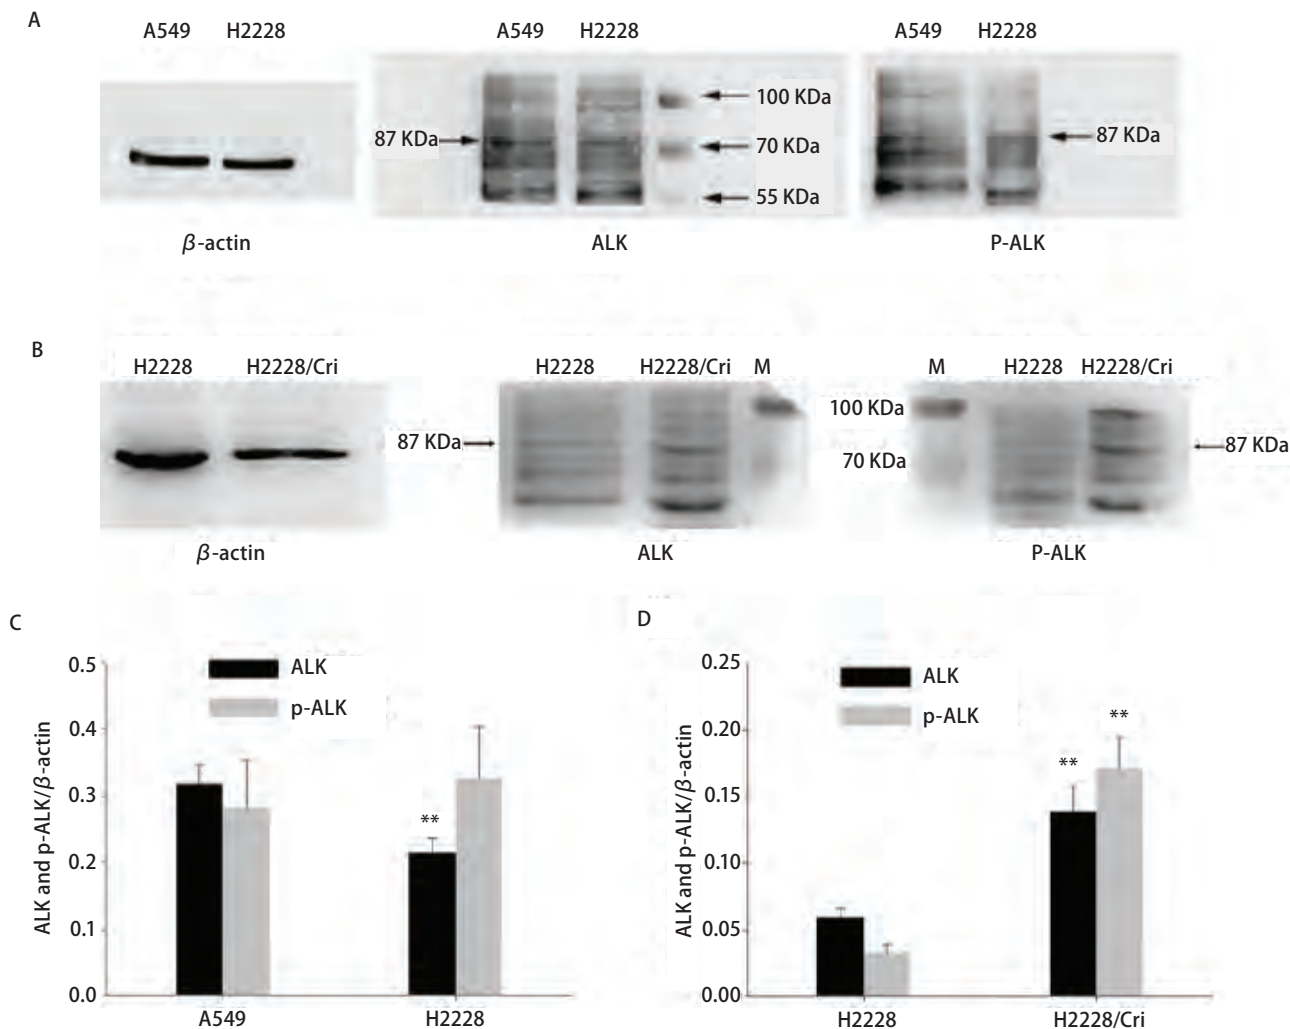 A
A549 H2228
A549 H2228
A549 H2228
100 KDa
87 KDa
70 KDa
87 KDa
55 KDa
β-actin
ALK
P-ALK
B
H2228 H2228/Cri
H2228 H2228/Cri M
M H2228 H2228/Cri
100 KDa
87 KDa
87 KDa
70 KDa
β-actin
ALK
P-ALK
C
ALK and p-ALK/β-actin
0.5
0.4
0.3
0.2
0.1
0.0
ALK
p-ALK
**
A549 H2228
D
ALK and p-ALK/β-actin
0.25
0.20
0.15
0.10
0.05
0.00
ALK
p-ALK
**
**
H2228 H2228/Cri